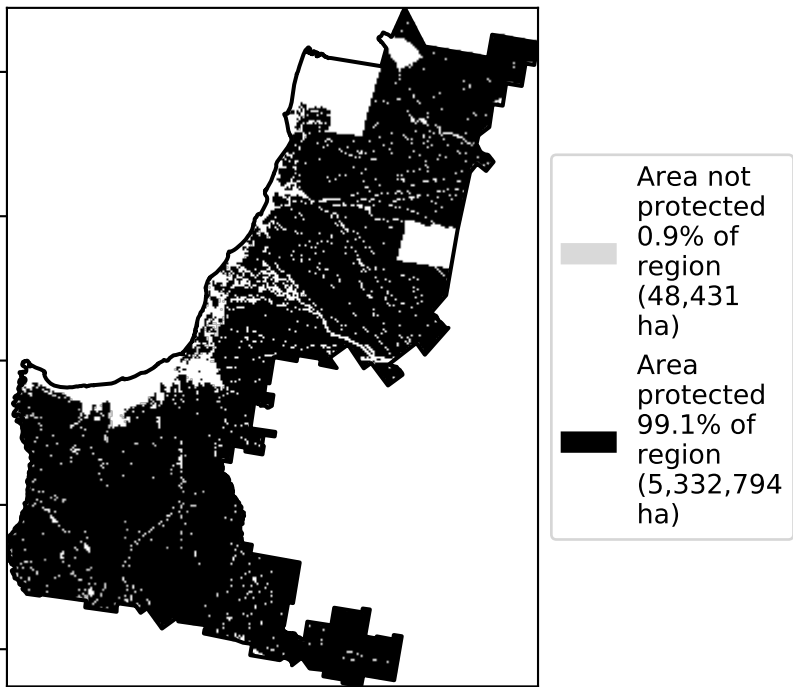 Area not
protected
0.9% of
region
(48,431
ha)
Area
protected
99.1% of
region
(5,332,794
ha)